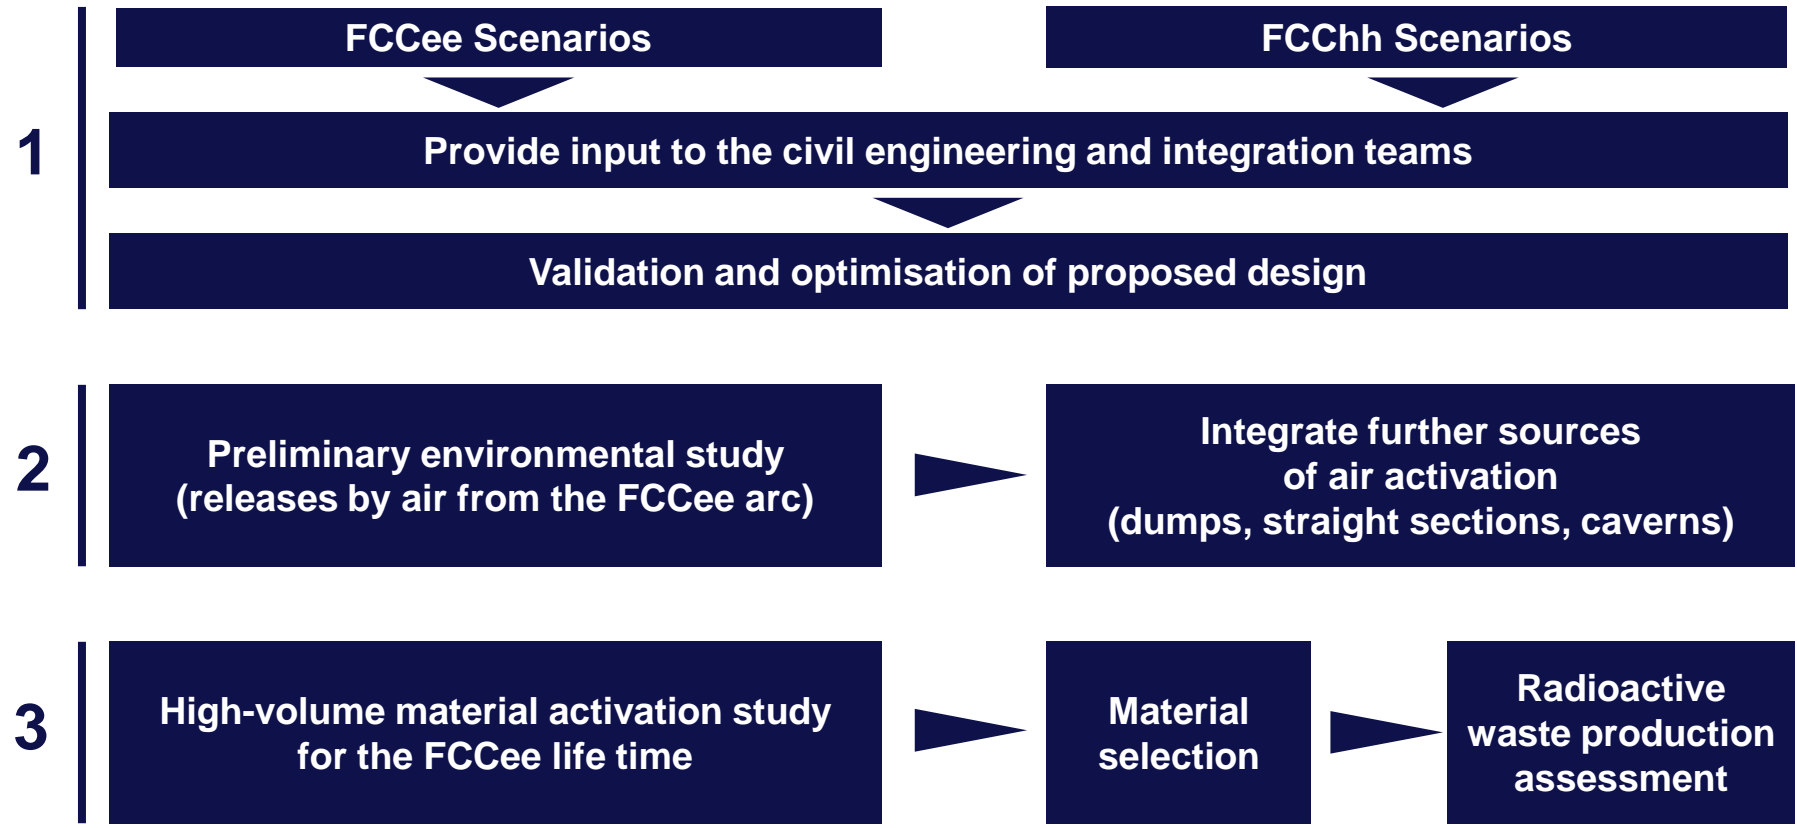 1
FCCee Scenarios
FCChh Scenarios
Provide input to the civil engineering and integration teams
Validation and optimisation of proposed design
2
Preliminary environmental study
(releases by air from the FCCee arc)
Integrate further sources
of air activation
(dumps, straight sections, caverns)
3
High-volume material activation study
for the FCCee life time
Material
selection
Radioactive
waste production
assessment